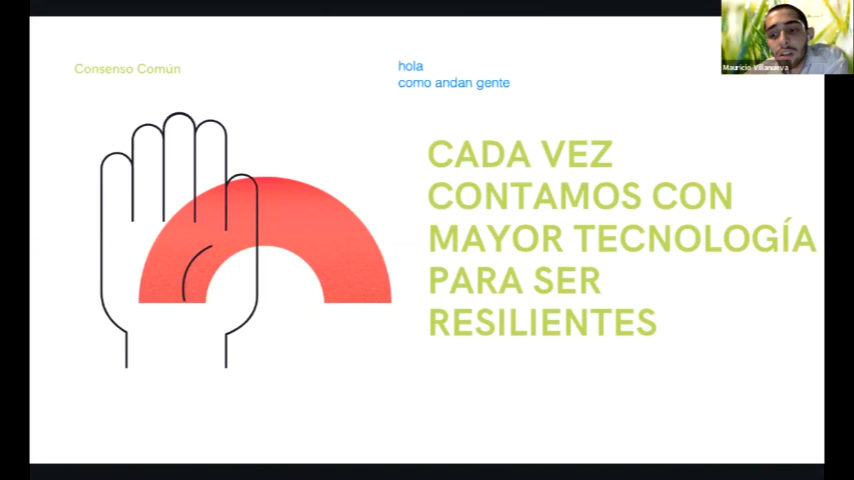 Consenso Común
hola
como andan gente
CADA VEZ
CONTAMOS CON
MAYOR TECNOLOGÍA
PARA SER
RESILIENTES
Mauricio Villanueva